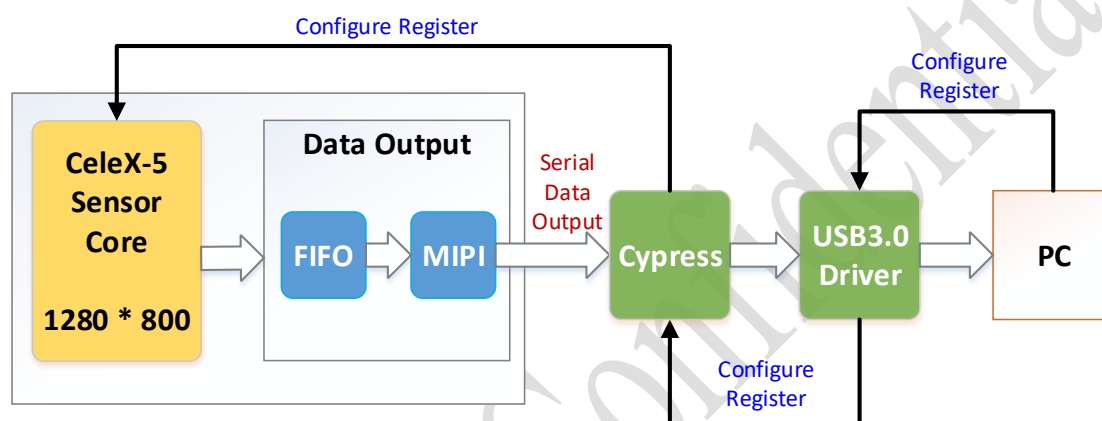 Configure Register
Configure
Register
CeleX-5
Sensor
Core
1280 * 800
Data Output
FIFO
MIPI
Serial
Data
Output
Cypress
USB3.0
Driver
PC
Configure
Register
Confidential